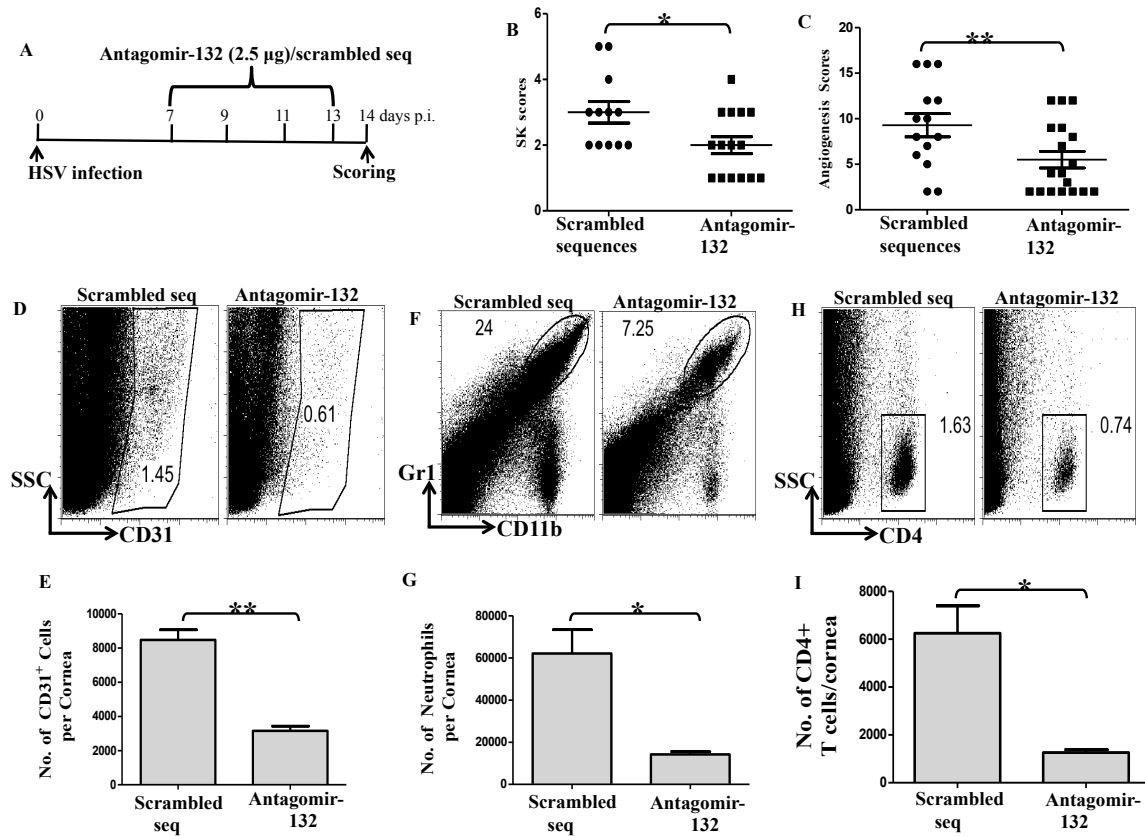 A
Antagomir-132 (2.5 µg)/scrambled seq
0 7 9 11 13 14 days p.i.
HSV infection
Scoring
B
*
SK scores
6
4
2
0
Scrambled sequences
Antagomir-132
C
**
Angiogenesis Scores
20
15
10
5
0
Scrambled sequences
Antagomir-132
D
Scrambled seq
Antagomir-132
1.45
0.61
SSC
CD31
F
Scrambled seq
Antagomir-132
24
7.25
Gr1
CD11b
H
Scrambled seq
Antagomir-132
1.63
0.74
SSC
CD4
E
**
No. of CD31+ Cells
per Cornea
10000
8000
6000
4000
2000
0
Scrambled
seq
Antagomir-
132
G
*
No. of Neutrophils
per Cornea
80000
60000
40000
20000
0
Scrambled
seq
Antagomir-
132
I
*
No. of CD4+
T cells/cornea
8000
6000
4000
2000
0
Scrambled
seq
Antagomir-
132